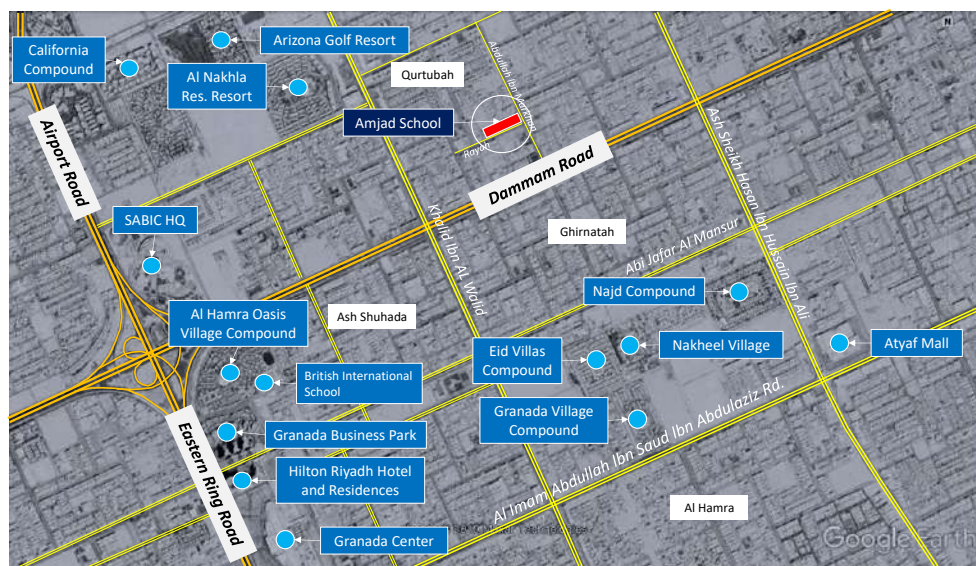 N
Arizona Golf Resort
California
Compound
Al Nakhla
Res. Resort
Qurtubah
Abdullah Ibn Markhan
Amjad School
Rayah
Airport Road
Dammam Road
Ash Sheikh Hasan Ibn Hussain Ibn Ali
SABIC HQ
Khalid Ibn AL Walid
Ghirnatah
Abi Jafar Al Mansur
Najd Compound
Al Hamra Oasis
Village Compound
Ash Shuhada
British International
School
Eid Villas
Compound
Nakheel Village
Atyaf Mall
Granada Village
Compound
Granada Business Park
Eastern Ring Road
Hilton Riyadh Hotel
and Residences
Al Imam Abdullah Ibn Saud Ibn Abdulaziz Rd.
Al Hamra
Granada Center
Google Earth